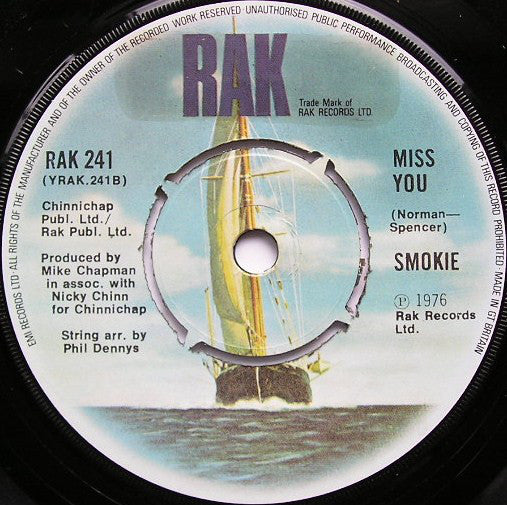 EMI RECORDS LTD·ALL RIGHTS OF THE MANUFACTURER AND OF THE OWNER OF THE RECORDED WORK RESERVED·UNAUTHORISED PUBLIC PERFORMANCE BROADCASTING AND COPYING OF THIS RECORD PROHIBITED·MADE IN GT BRITAIN
RAK
Trade Mark of
RAK RECORDS LTD.
RAK 241
(YRAK.241B)
Chinnichap
Publ. Ltd./
Rak Publ. Ltd.
Produced by
Mike Chapman
in assoc. with
Nicky Chinn
for Chinnichap
String arr. by
Phil Dennys
MISS
YOU
(Norman—
Spencer)
SMOKIE
Ⓟ 1976
Rak Records
Ltd.